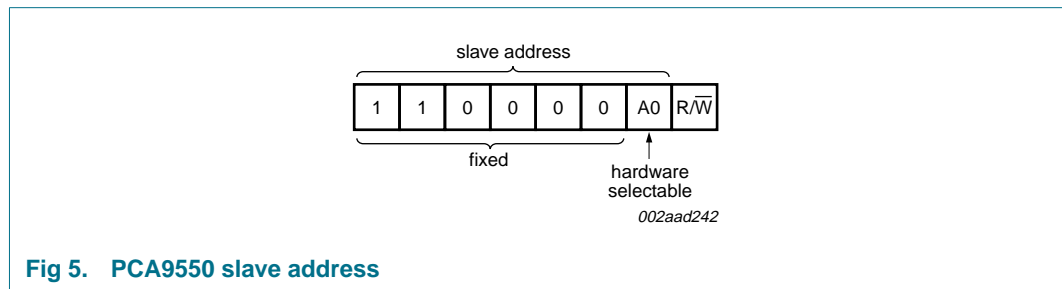 slave address
1 1 0 0 0 0 A0 R/W̅
fixed
hardware
selectable
002aad242
Fig 5. PCA9550 slave address